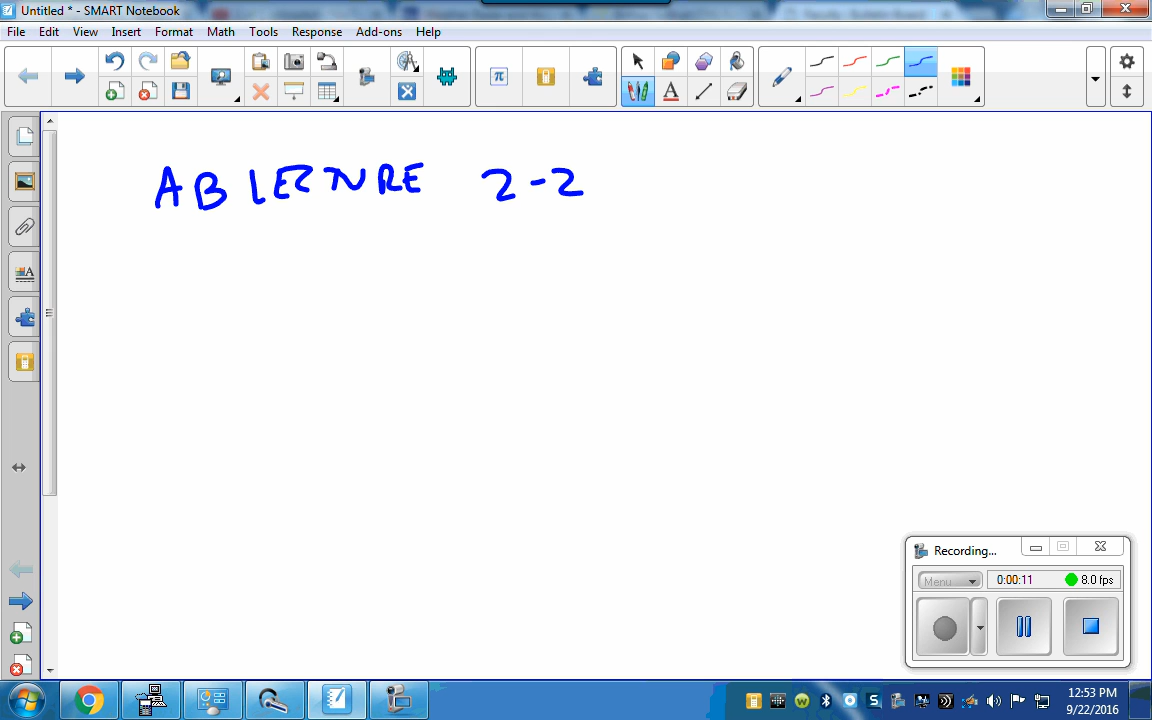 Untitled * - SMART Notebook
File Edit View Insert Format Math Tools Response Add-ons Help
AB LECTURE 2-2
Recording...
Menu 0:00:11 8.0 fps
12:53 PM
9/22/2016